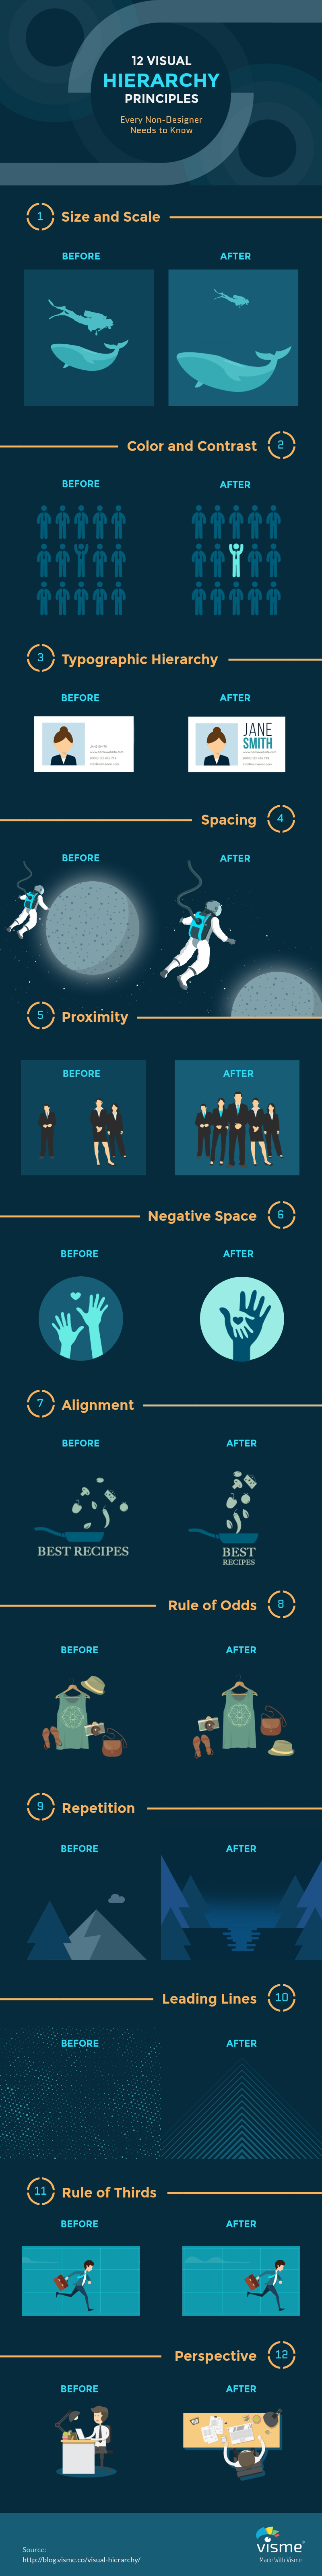 12 VISUAL
HIERARCHY
PRINCIPLES
Every Non-Designer
Needs to Know
1 Size and Scale
BEFORE AFTER
Color and Contrast 2
BEFORE AFTER
3 Typographic Hierarchy
BEFORE AFTER
JANE SMITH
JANE
SMITH
Spacing 4
BEFORE AFTER
5 Proximity
BEFORE AFTER
Negative Space 6
BEFORE AFTER
7 Alignment
BEFORE AFTER
BEST RECIPES
BEST
RECIPES
Rule of Odds 8
BEFORE AFTER
9 Repetition
BEFORE AFTER
Leading Lines 10
BEFORE AFTER
11 Rule of Thirds
BEFORE AFTER
Perspective 12
BEFORE AFTER
Source:
http://blog.visme.co/visual-hierarchy/
visme
Made With Visme